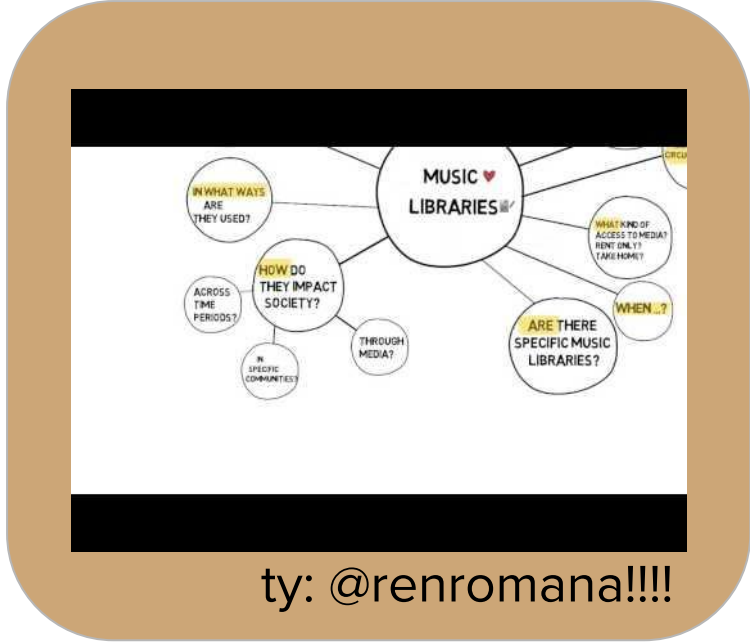 MUSIC ❤
LIBRARIES
IN WHAT WAYS
ARE
THEY USED?
HOW DO
THEY IMPACT
SOCIETY?
ACROSS
TIME
PERIODS?
IN
SPECIFIC
COMMUNITIES?
THROUGH
MEDIA?
ARE THERE
SPECIFIC MUSIC
LIBRARIES?
WHEN...?
WHAT KIND OF
ACCESS TO MEDIA?
RENT ONLY?
TAKE HOME?
ty: @renromana!!!!